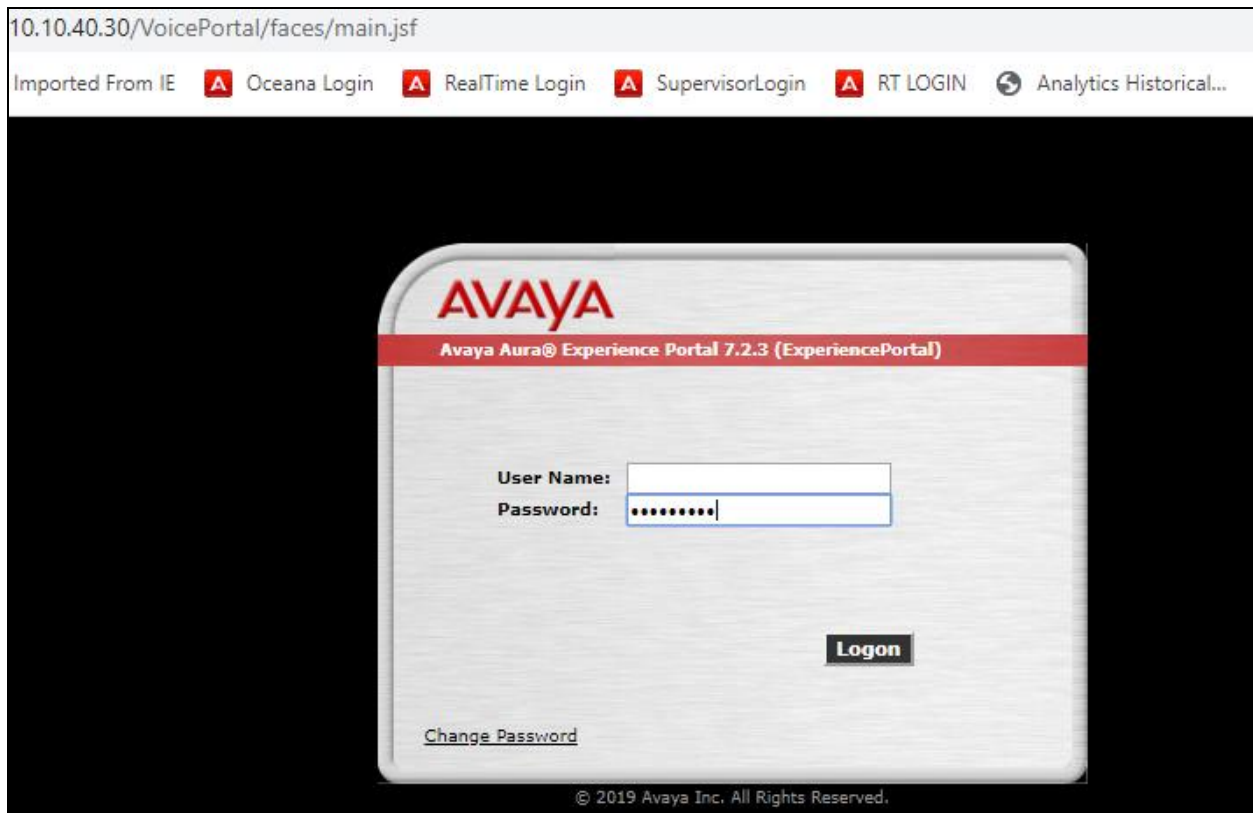 10.10.40.30/VoicePortal/faces/main.jsf
Imported From IE Oceana Login RealTime Login SupervisorLogin RT LOGIN Analytics Historical...
AVAYA
Avaya Aura® Experience Portal 7.2.3 (ExperiencePortal)
User Name:
Password: •••••••••
Logon
Change Password
© 2019 Avaya Inc. All Rights Reserved.